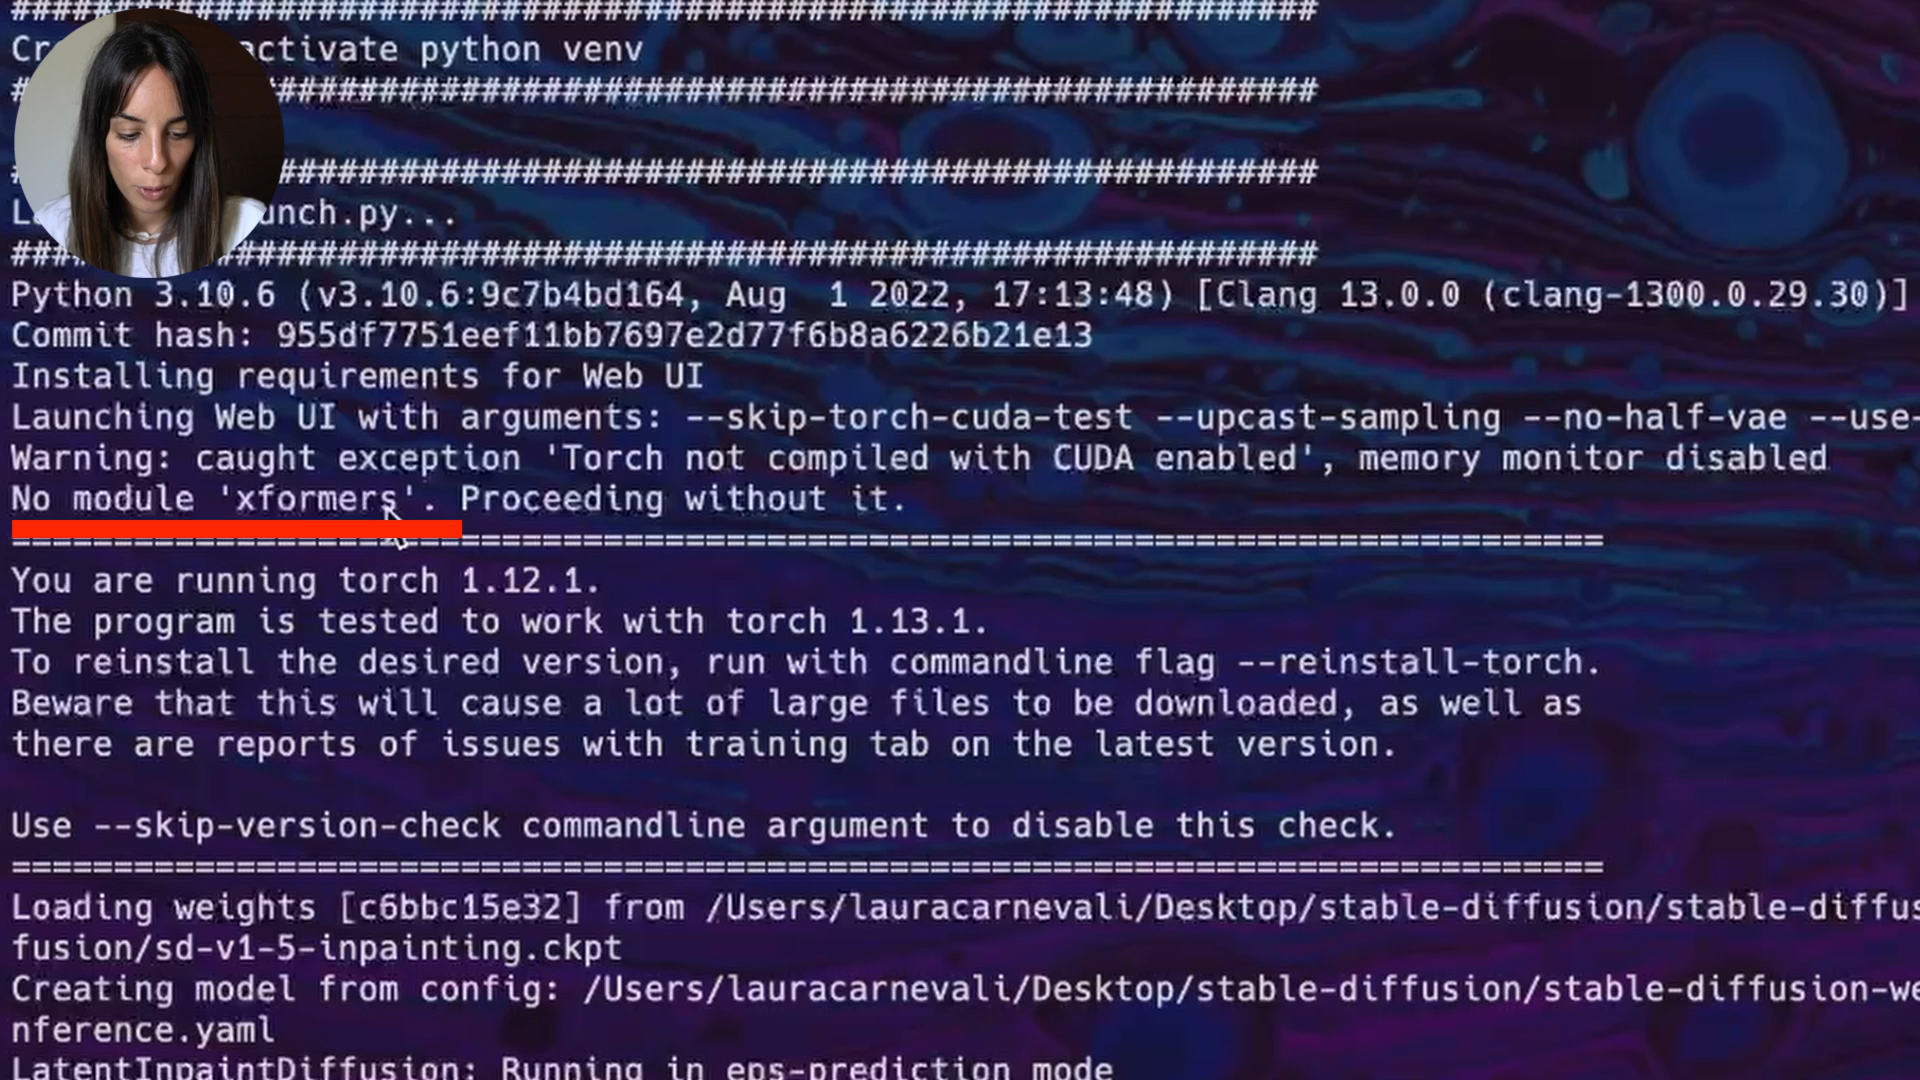 ################################################################
Cr activate python venv
################################################################
################################################################
L unch.py...
################################################################
Python 3.10.6 (v3.10.6:9c7b4bd164, Aug  1 2022, 17:13:48) [Clang 13.0.0 (clang-1300.0.29.30)]
Commit hash: 955df7751eef11bb7697e2d77f6b8a6226b21e13
Installing requirements for Web UI
Launching Web UI with arguments: --skip-torch-cuda-test --upcast-sampling --no-half-vae --use-
Warning: caught exception 'Torch not compiled with CUDA enabled', memory monitor disabled
No module 'xformers'. Proceeding without it.
==============================================================================
You are running torch 1.12.1.
The program is tested to work with torch 1.13.1.
To reinstall the desired version, run with commandline flag --reinstall-torch.
Beware that this will cause a lot of large files to be downloaded, as well as
there are reports of issues with training tab on the latest version.
Use --skip-version-check commandline argument to disable this check.
==============================================================================
Loading weights [c6bbc15e32] from /Users/lauracarnevali/Desktop/stable-diffusion/stable-diffus
fusion/sd-v1-5-inpainting.ckpt
Creating model from config: /Users/lauracarnevali/Desktop/stable-diffusion/stable-diffusion-we
nference.yaml
LatentInpaintDiffusion: Running in eps-prediction mode